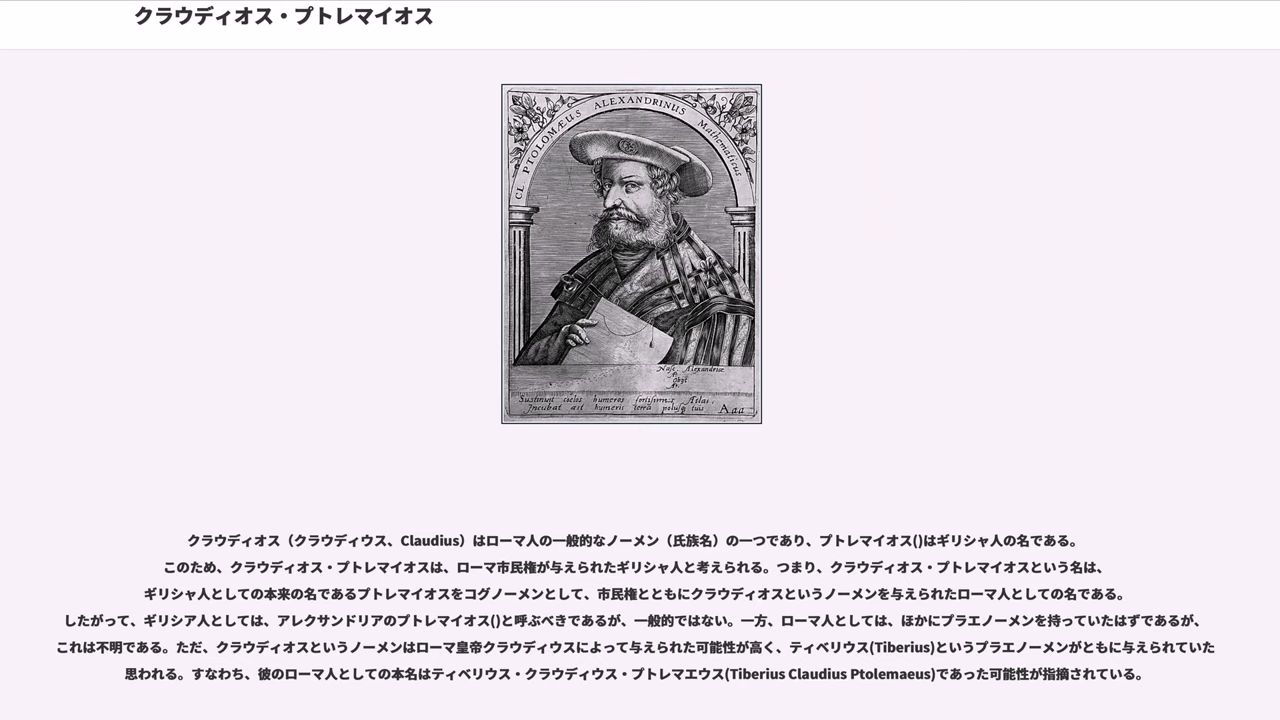 クラウディオス・プトレマイオス
CL PTOLOMÆUS ALEXANDRINUS Mathematicus
Alexandriæ
Obijt
Sustinuit cœlos humeros fortissimus Atlas.
Incubat ast humeris terra polusq tuis
Aaa
クラウディオス（クラウディウス、Claudius）はローマ人の一般的なノーメン（氏族名）の一つであり、プトレマイオス()はギリシャ人の名である。
このため、クラウディオス・プトレマイオスは、ローマ市民権が与えられたギリシャ人と考えられる。つまり、クラウディオス・プトレマイオスという名は、
ギリシャ人としての本来の名であるプトレマイオスをコグノーメンとして、市民権とともにクラウディオスというノーメンを与えられたローマ人としての名である。
したがって、ギリシア人としては、アレクサンドリアのプトレマイオス()と呼ぶべきであるが、一般的ではない。一方、ローマ人としては、ほかにプラエノーメンを持っていたはずであるが、
これは不明である。ただ、クラウディオスというノーメンはローマ皇帝クラウディウスによって与えられた可能性が高く、ティベリウス(Tiberius)というプラエノーメンがともに与えられていた
思われる。すなわち、彼のローマ人としての本名はティベリウス・クラウディウス・プトレマエウス(Tiberius Claudius Ptolemaeus)であった可能性が指摘されている。